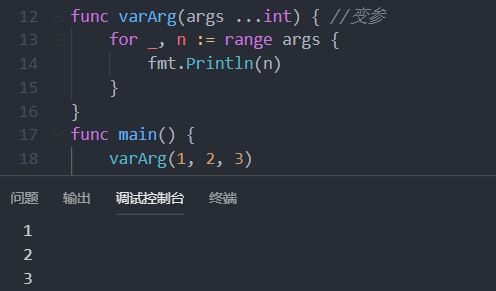 12 func varArg(args ...int) { //变参
13 for _, n := range args {
14 fmt.Println(n)
15 }
16 }
17 func main() {
18 varArg(1, 2, 3)
问题 输出 调试控制台 终端
1
2
3